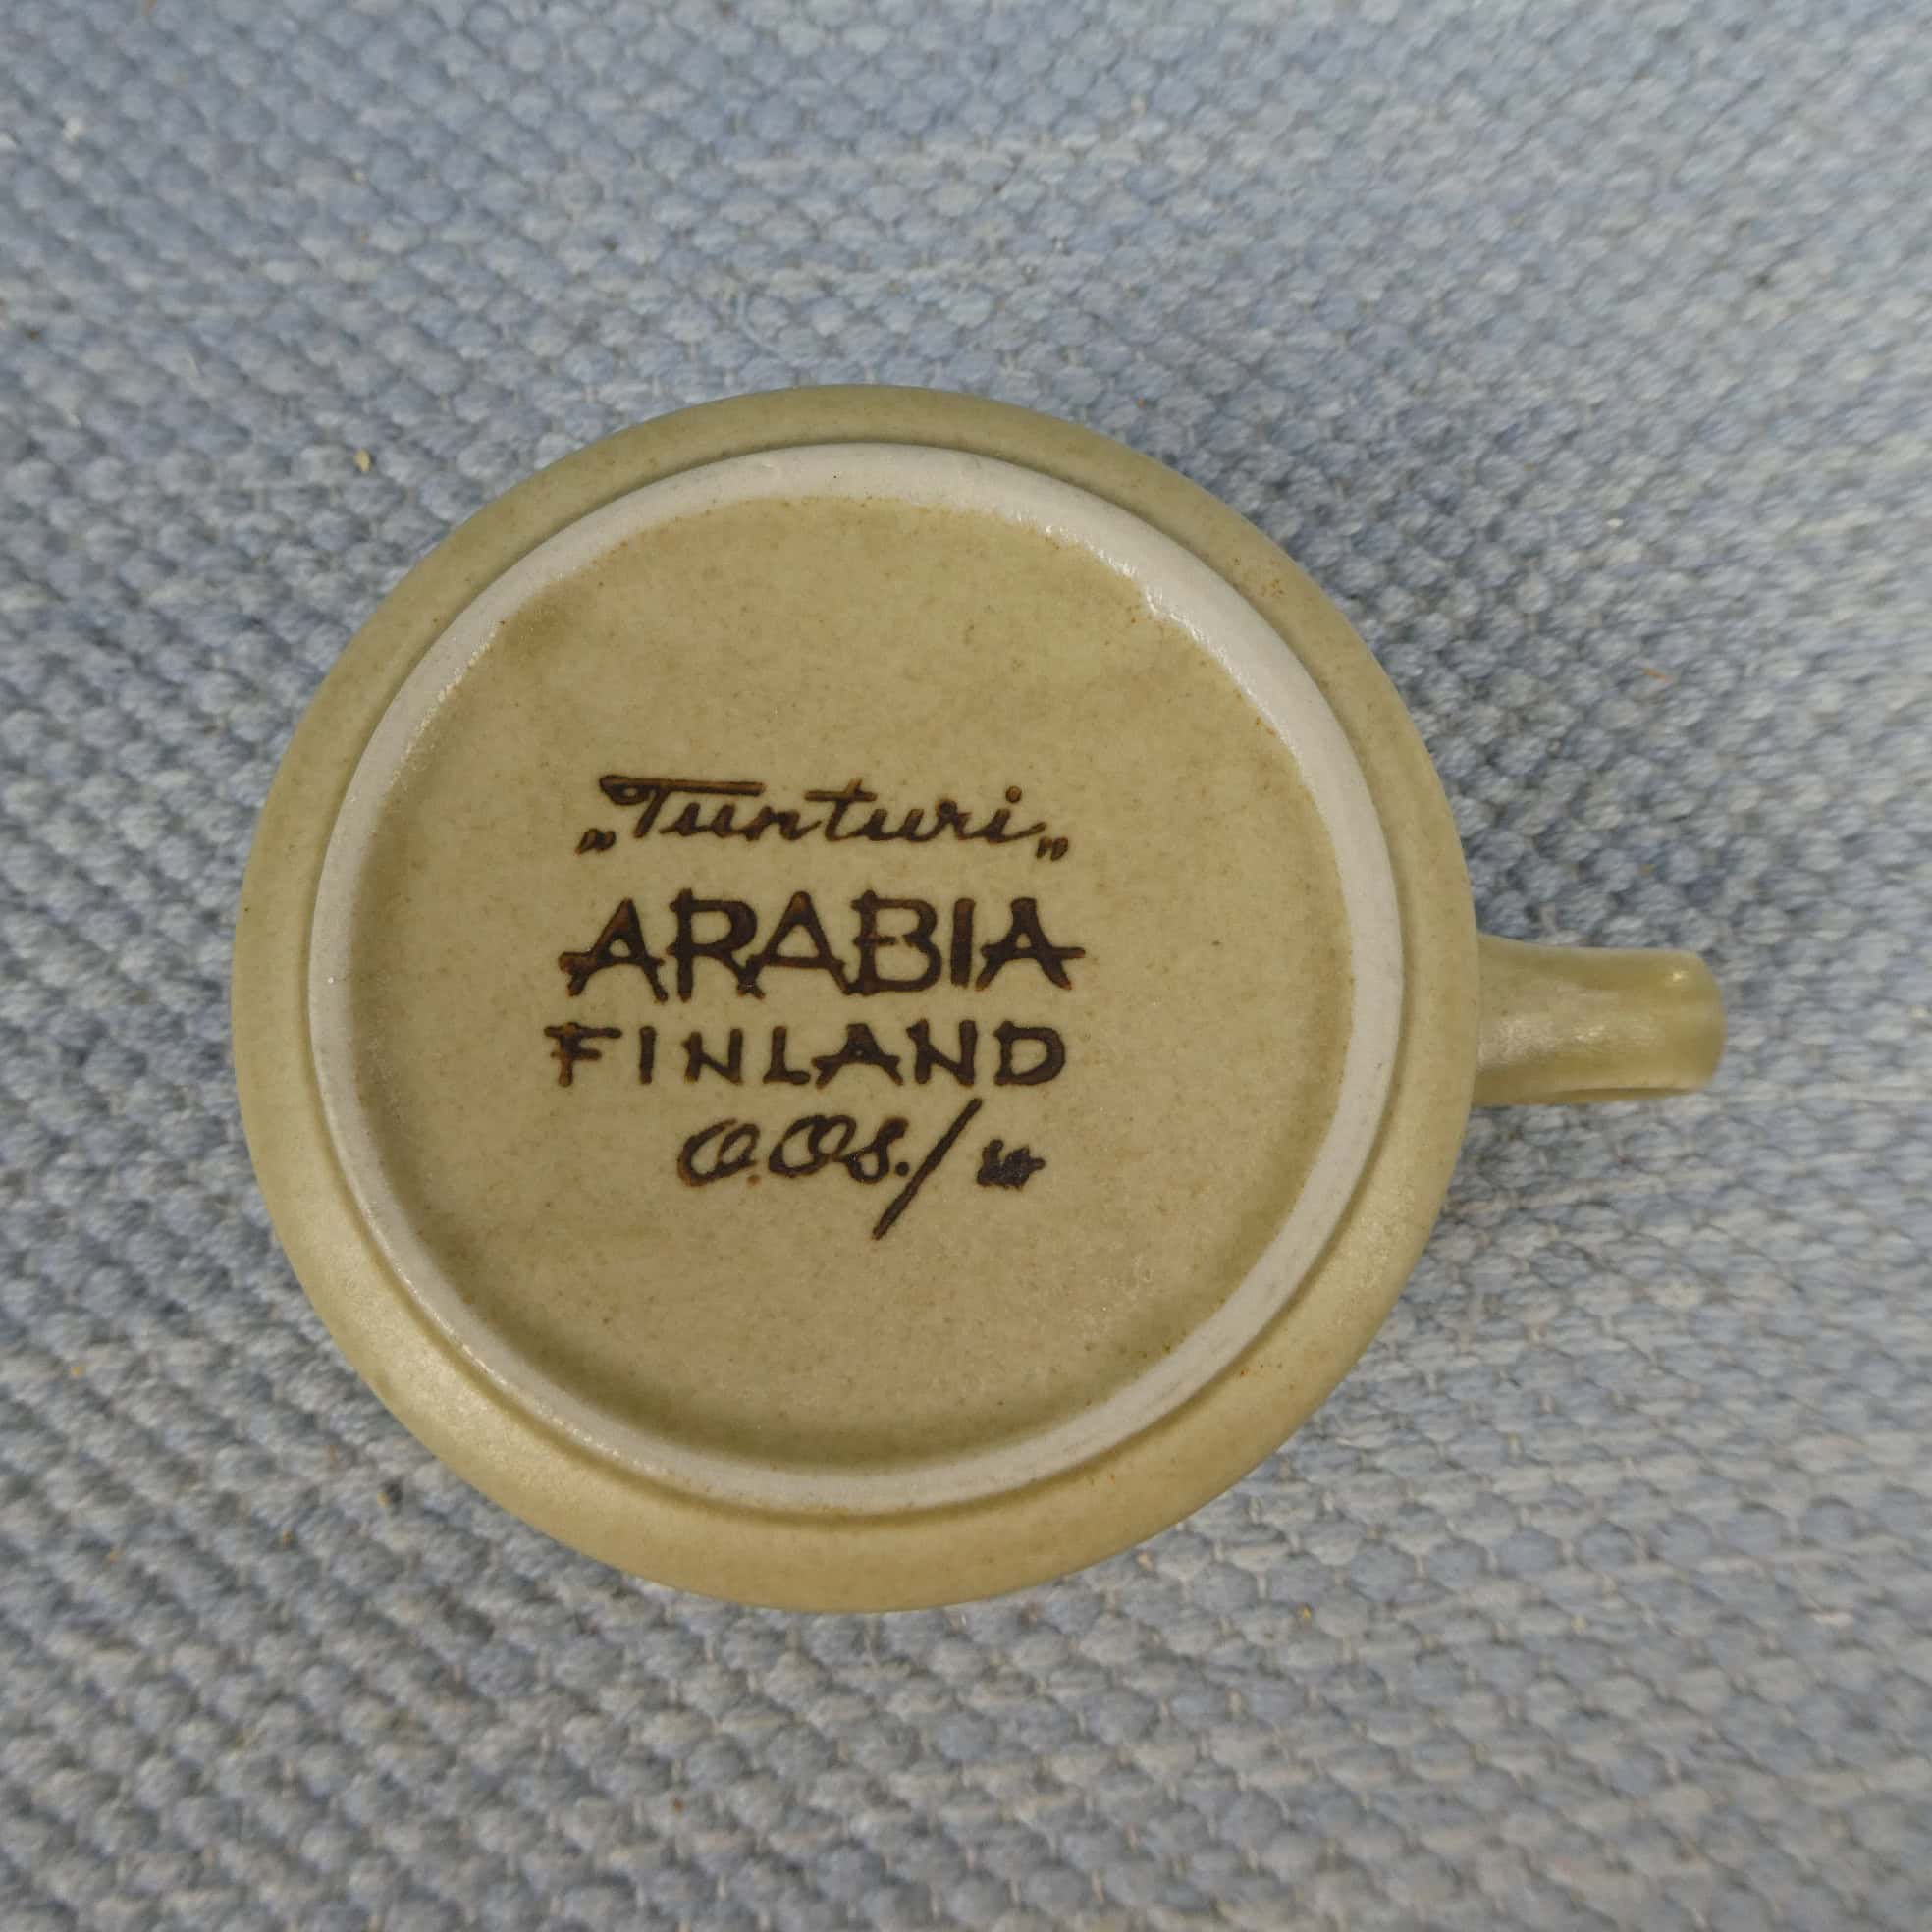 „Tunturi„
ARABIA
FINLAND
O.Os./